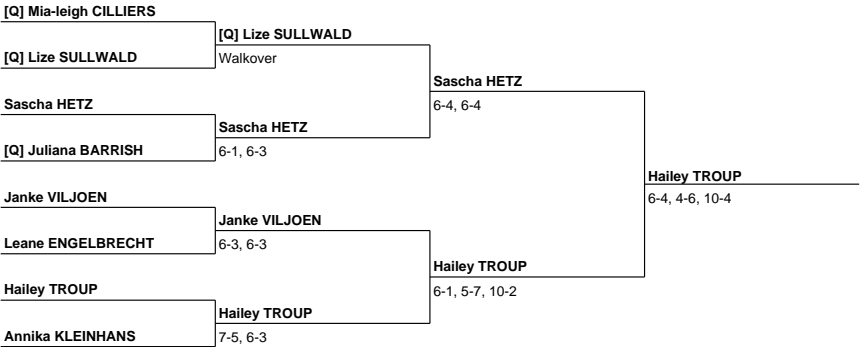 [Q] Mia-leigh CILLIERS
[Q] Lize SULLWALD
[Q] Lize SULLWALD
Walkover
Sascha HETZ
6-4, 6-4
Sascha HETZ
Sascha HETZ
[Q] Juliana BARRISH
6-1, 6-3
Hailey TROUP
6-4, 4-6, 10-4
Janke VILJOEN
Janke VILJOEN
Leane ENGELBRECHT
6-3, 6-3
Hailey TROUP
6-1, 5-7, 10-2
Hailey TROUP
Hailey TROUP
Annika KLEINHANS
7-5, 6-3